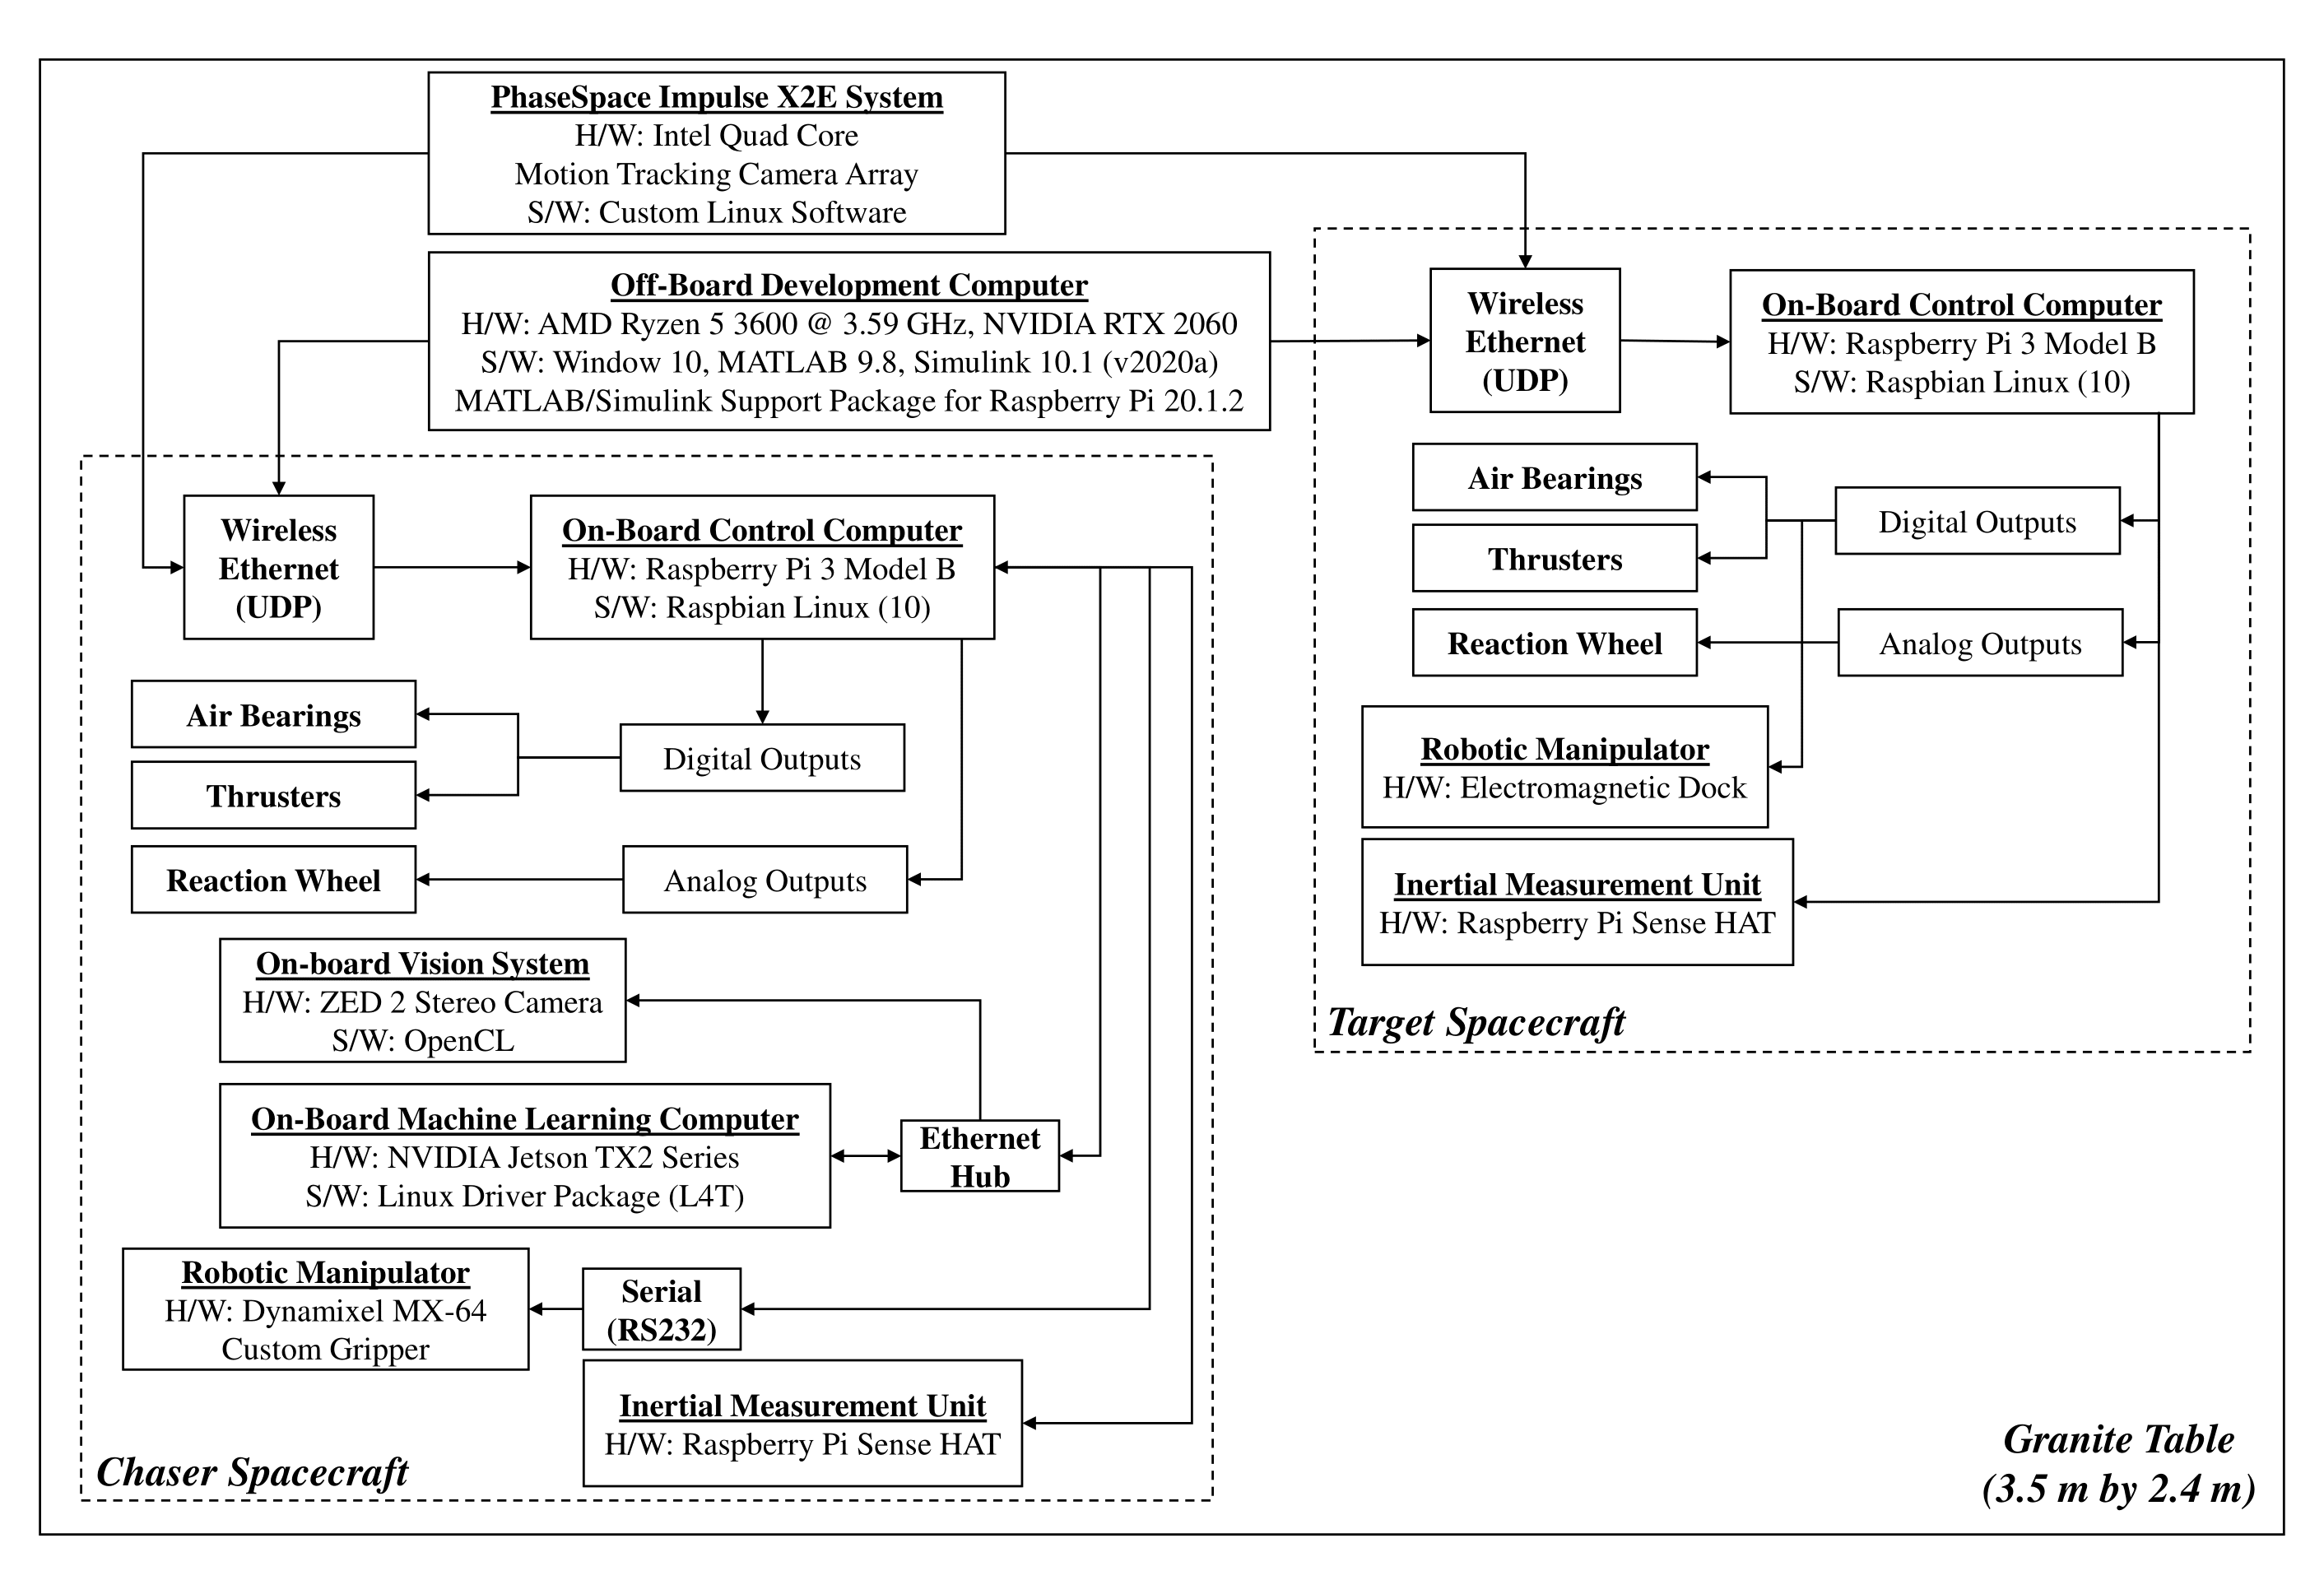 PhaseSpace Impulse X2E System
H/W: Intel Quad Core
Motion Tracking Camera Array
S/W: Custom Linux Software
Off-Board Development Computer
H/W: AMD Ryzen 5 3600 @ 3.59 GHz, NVIDIA RTX 2060
S/W: Window 10, MATLAB 9.8, Simulink 10.1 (v2020a)
MATLAB/Simulink Support Package for Raspberry Pi 20.1.2
Wireless
Ethernet
(UDP)
On-Board Control Computer
H/W: Raspberry Pi 3 Model B
S/W: Raspbian Linux (10)
Air Bearings
Digital Outputs
Thrusters
Reaction Wheel
Analog Outputs
Robotic Manipulator
H/W: Electromagnetic Dock
Inertial Measurement Unit
H/W: Raspberry Pi Sense HAT
Target Spacecraft
Wireless
Ethernet
(UDP)
On-Board Control Computer
H/W: Raspberry Pi 3 Model B
S/W: Raspbian Linux (10)
Air Bearings
Digital Outputs
Thrusters
Reaction Wheel
Analog Outputs
On-board Vision System
H/W: ZED 2 Stereo Camera
S/W: OpenCL
On-Board Machine Learning Computer
H/W: NVIDIA Jetson TX2 Series
S/W: Linux Driver Package (L4T)
Ethernet
Hub
Robotic Manipulator
H/W: Dynamixel MX-64
Custom Gripper
Serial
(RS232)
Inertial Measurement Unit
H/W: Raspberry Pi Sense HAT
Chaser Spacecraft
Granite Table
(3.5 m by 2.4 m)